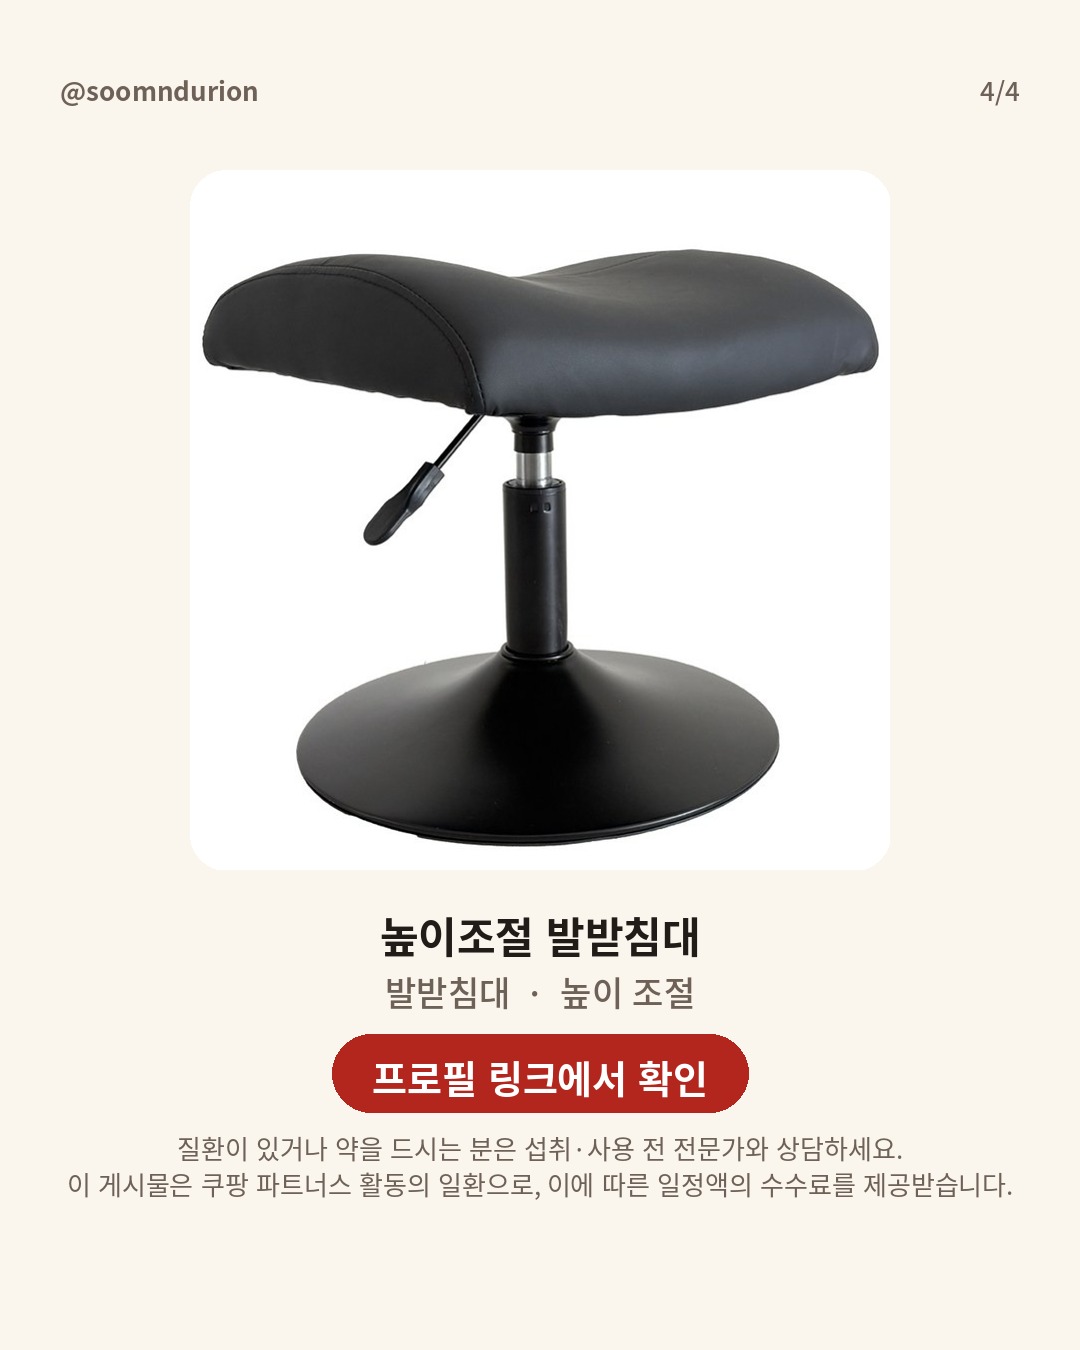 @soomndurion
4/4
높이조절 발받침대
발받침대 · 높이 조절
프로필 링크에서 확인
질환이 있거나 약을 드시는 분은 섭취·사용 전 전문가와 상담하세요.
이 게시물은 쿠팡 파트너스 활동의 일환으로, 이에 따른 일정액의 수수료를 제공받습니다.